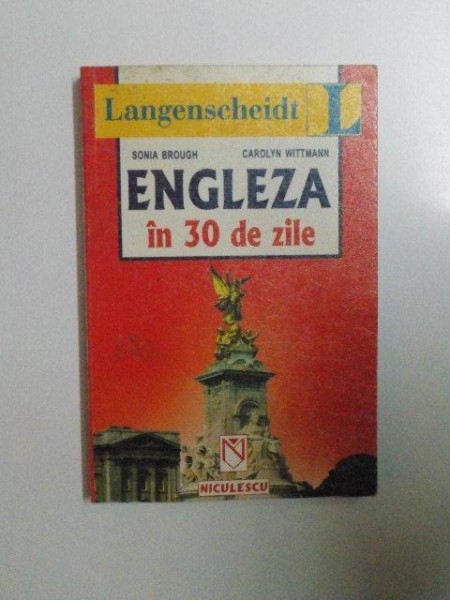 Langenscheidt L
SONIA BROUGH CAROLYN WITTMANN
ENGLEZA
în 30 de zile
N
NICULESCU